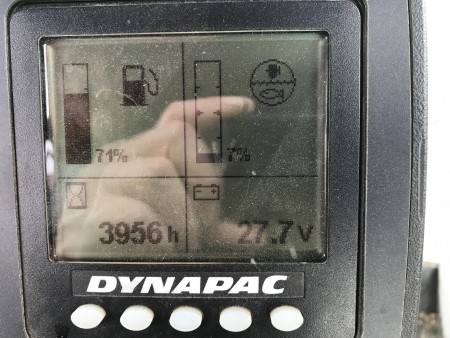 71%
7%
3956 h
27.7 V
DYNAPAC